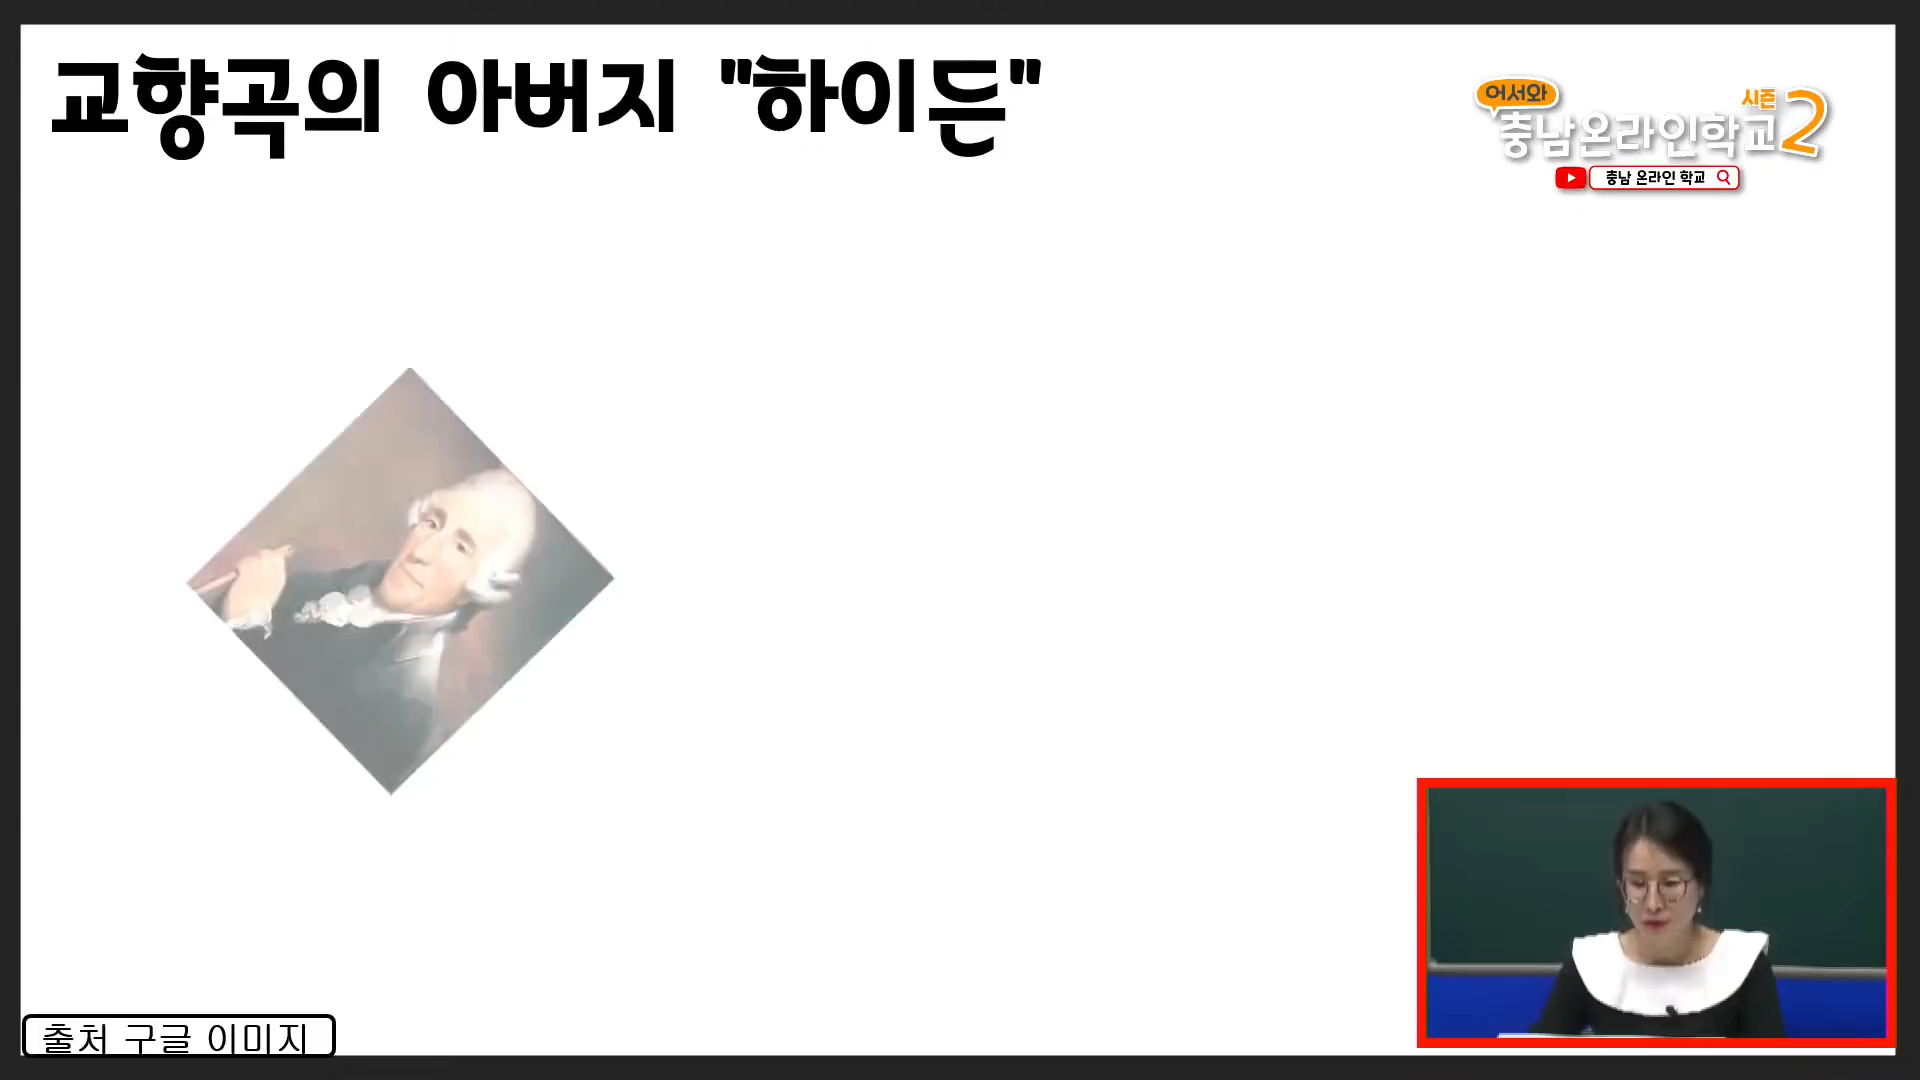 교향곡의 아버지 "하이든"
어서와
시즌
충남온라인학교2
충남 온라인 학교
출처 구글 이미지